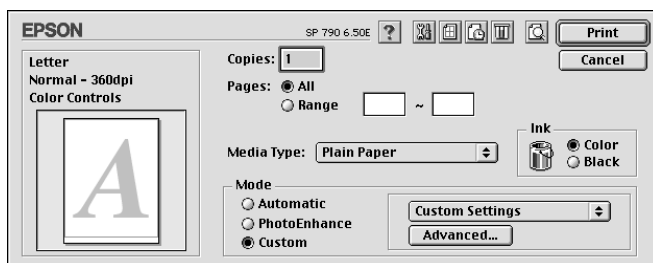 EPSON
SP 790 6.50E
?
Print
Cancel
Letter
Normal - 360dpi
Color Controls
A
Copies: 1
Pages: All
Range ~
Media Type: Plain Paper
Ink
Color
Black
Mode
Automatic
PhotoEnhance
Custom
Custom Settings
Advanced...